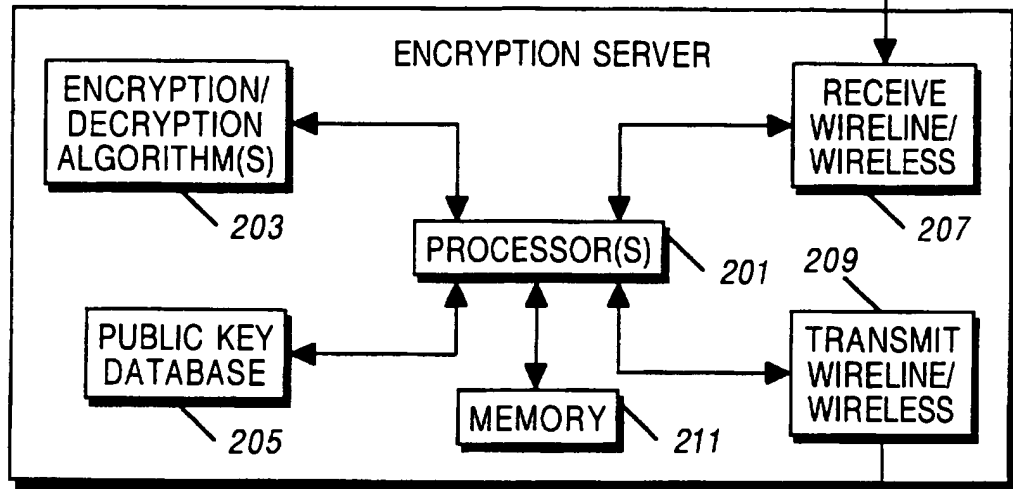 ENCRYPTION SERVER
ENCRYPTION/
DECRYPTION
ALGORITHM(S)
203
RECEIVE
WIRELINE/
WIRELESS
207
PROCESSOR(S)
201
PUBLIC KEY
DATABASE
205
MEMORY
211
209
TRANSMIT
WIRELINE/
WIRELESS